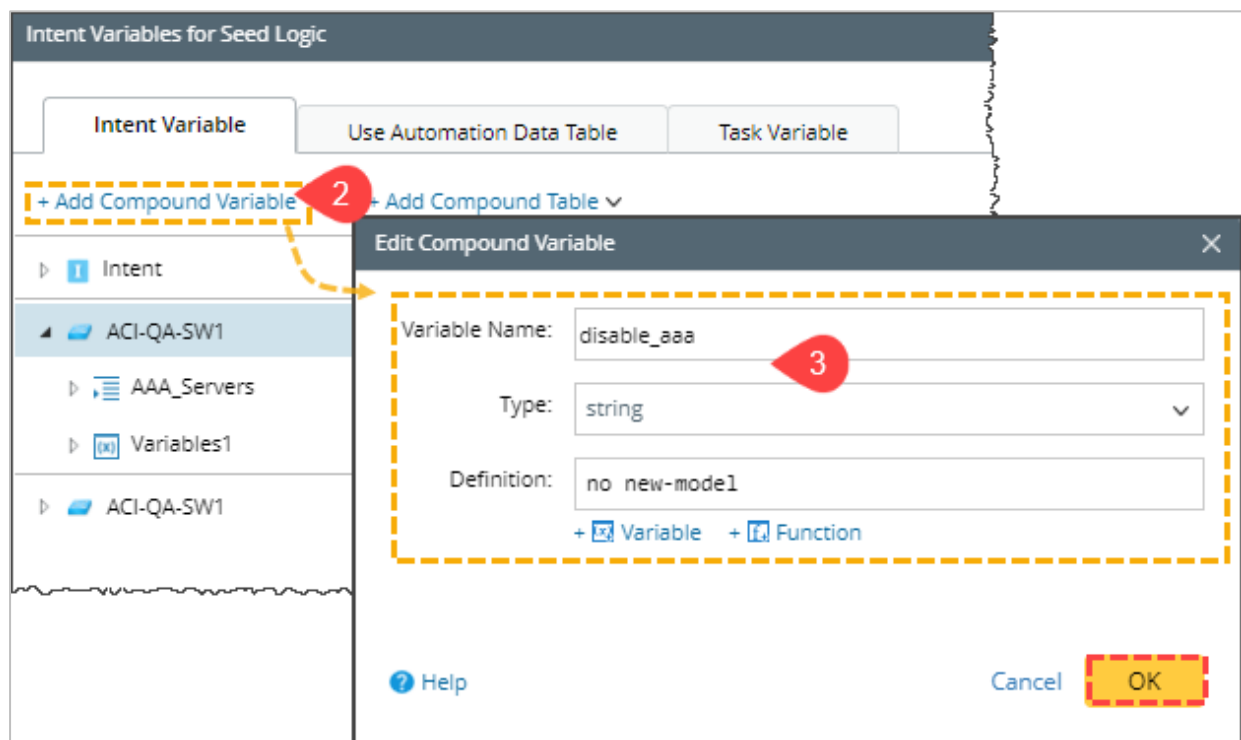 Intent Variables for Seed Logic
Intent Variable
Use Automation Data Table
Task Variable
+ Add Compound Variable
2
+ Add Compound Table
Edit Compound Variable
Intent
ACI-QA-SW1
AAA_Servers
Variables1
ACI-QA-SW1
Variable Name:
disable_aaa
3
Type:
string
Definition:
no new-model
+ Variable + Function
Help
Cancel
OK